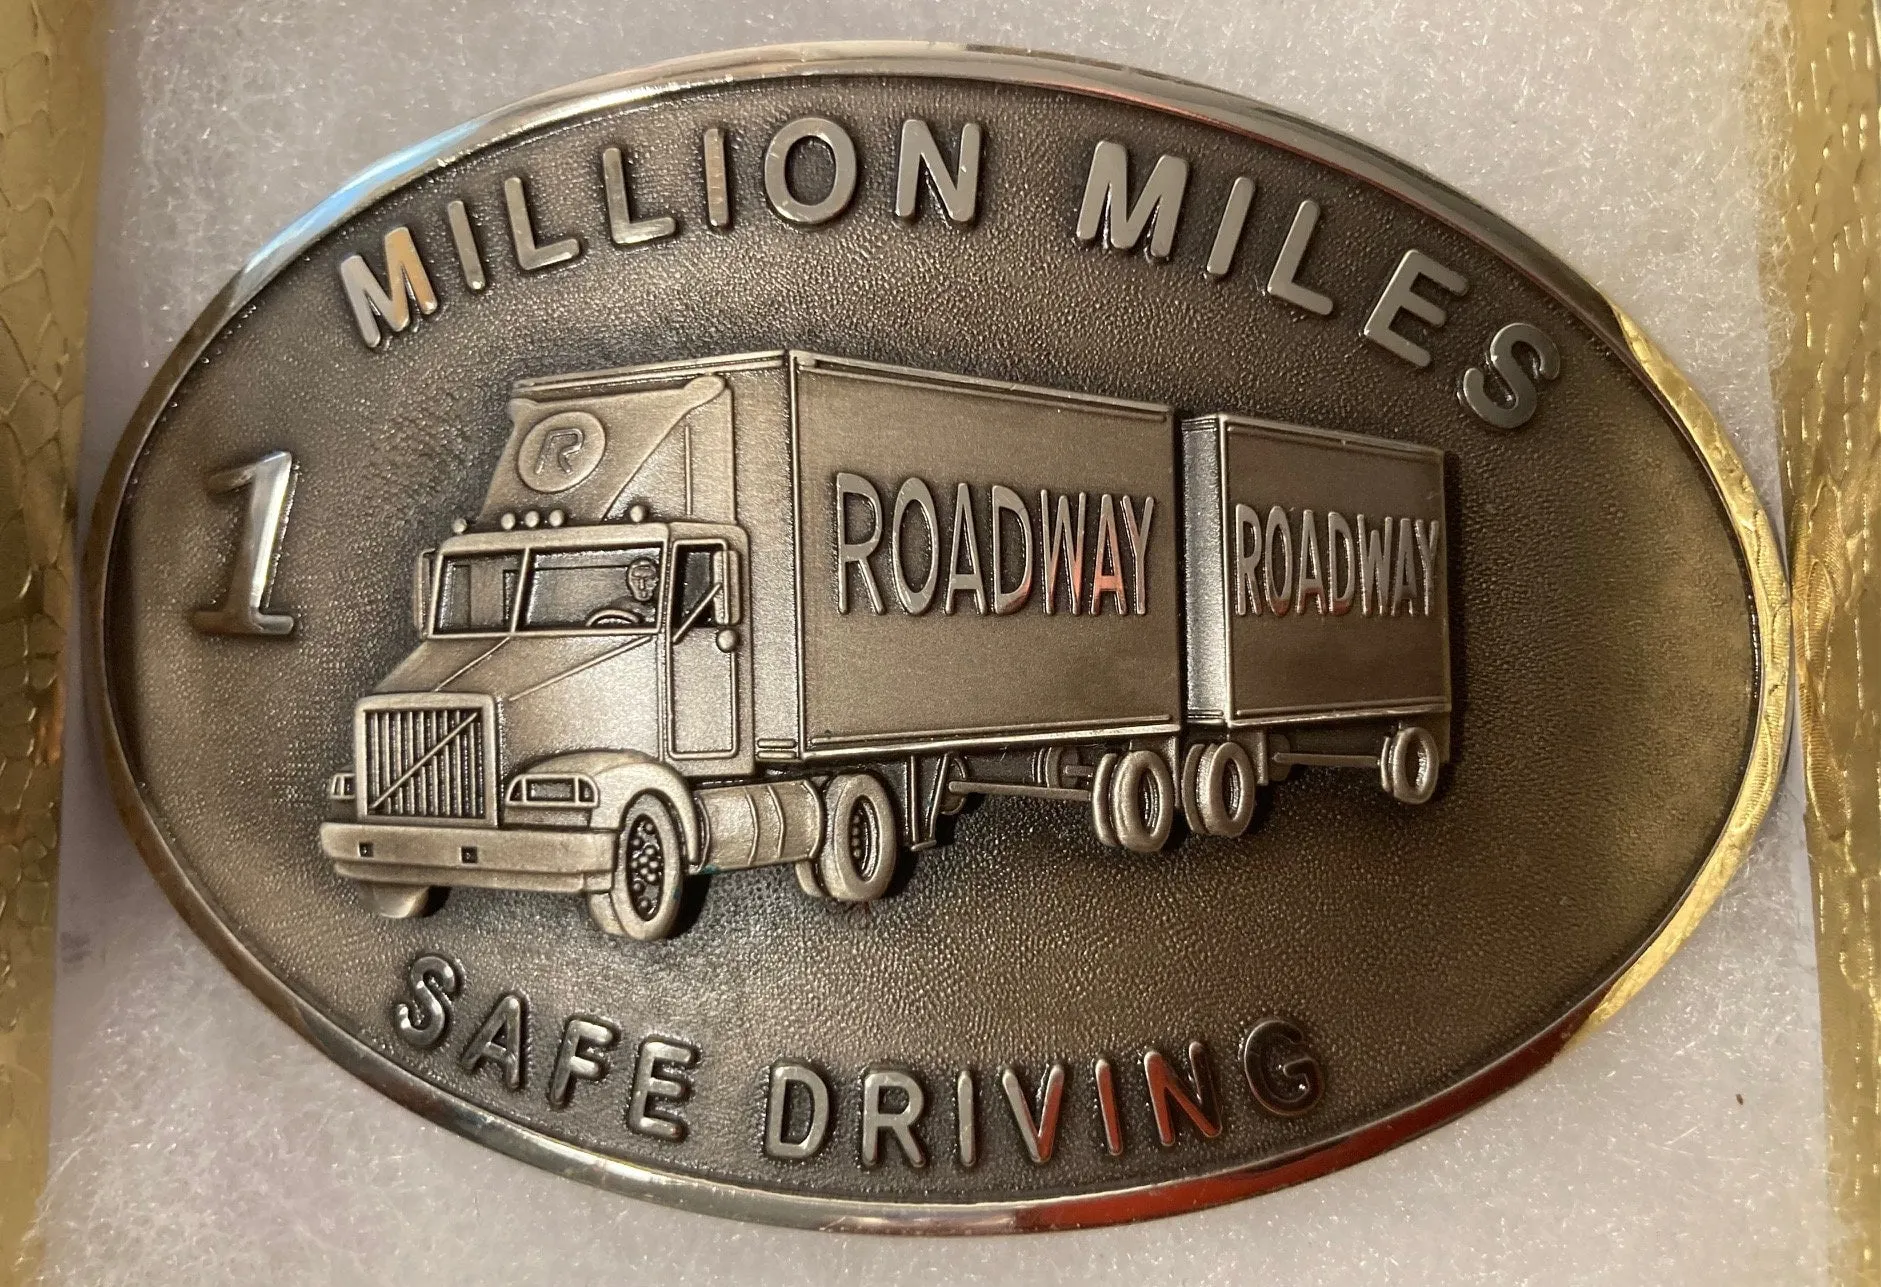 MILLION MILES
1
R
ROADWAY
ROADWAY
SAFE DRIVING